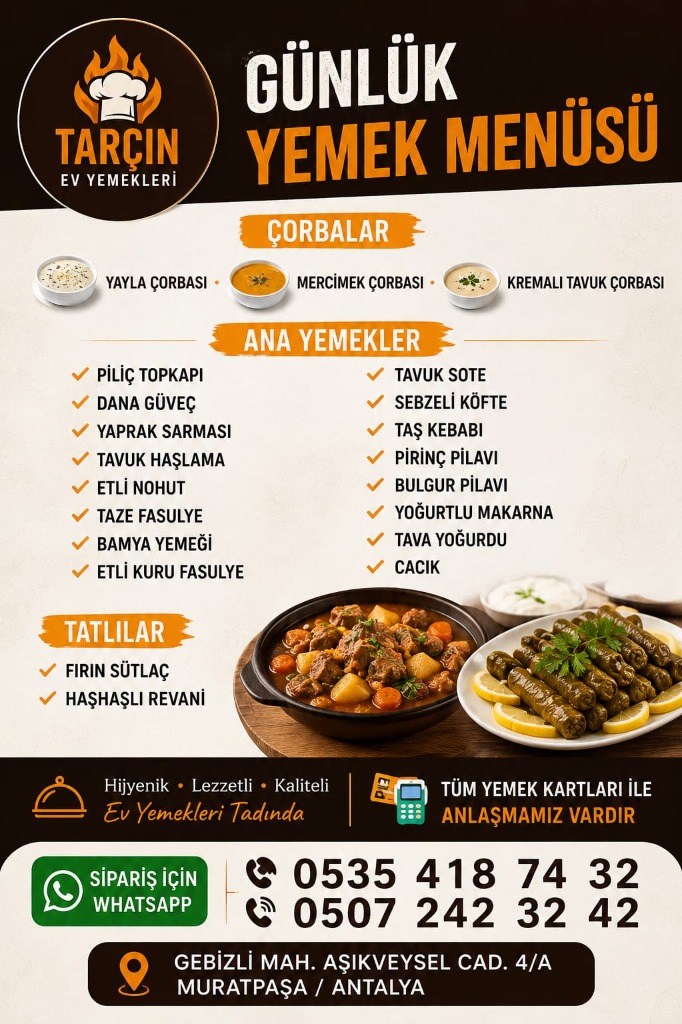 TARÇIN
EV YEMEKLERİ
GÜNLÜK
YEMEK MENÜSÜ
ÇORBALAR
YAYLA ÇORBASI • MERCİMEK ÇORBASI • KREMALI TAVUK ÇORBASI
ANA YEMEKLER
PİLİÇ TOPKAPI
DANA GÜVEÇ
YAPRAK SARMASI
TAVUK HAŞLAMA
ETLİ NOHUT
TAZE FASULYE
BAMYA YEMEĞİ
ETLİ KURU FASULYE
TAVUK SOTE
SEBZELİ KÖFTE
TAŞ KEBABI
PİRİNÇ PİLAVI
BULGUR PİLAVI
YOĞURTLU MAKARNA
TAVA YOĞURDU
CACIK
TATLILAR
FIRIN SÜTLAÇ
HAŞHAŞLI REVANİ
Hijyenik • Lezzetli • Kaliteli
Ev Yemekleri Tadında
TÜM YEMEK KARTLARI İLE
ANLAŞMAMIZ VARDIR
SİPARİŞ İÇİN
WHATSAPP
0535 418 74 32
0507 242 32 42
GEBİZLİ MAH. AŞIKVEYSEL CAD. 4/A
MURATPAŞA / ANTALYA